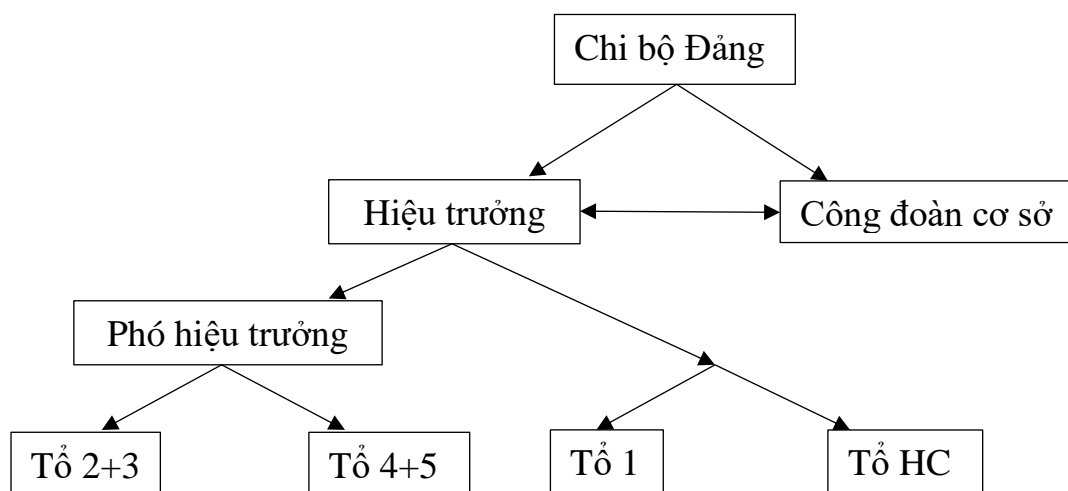 Chi bộ Đảng
Hiệu trưởng
Công đoàn cơ sở
Phó hiệu trưởng
Tổ 2+3
Tổ 4+5
Tổ 1
Tổ HC